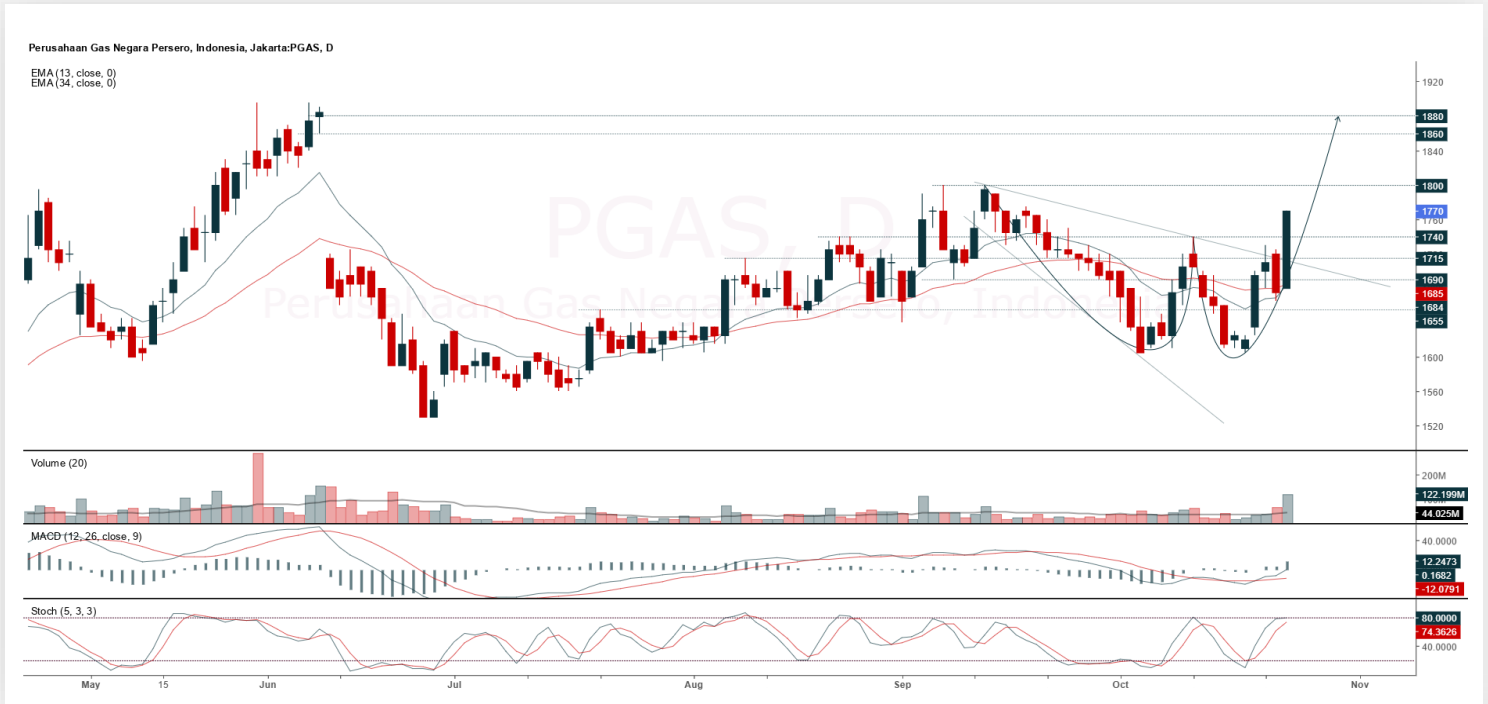 Perusahaan Gas Negara Persero, Indonesia, Jakarta:PGAS, D
EMA (13, close, 0)
EMA (34, close, 0)
PGAS, D
Perusahaan Gas Negara Persero, Indonesia
1920
1880
1860
1840
1800
1770
1760
1740
1715
1690
1685
1684
1655
1600
1560
1520
Volume (20)
200M
122.199M
44.025M
MACD (12, 26, close, 9)
40.0000
12.2473
0.1682
-12.0791
Stoch (5, 3, 3)
80.0000
74.3626
40.0000
May 15 Jun Jul Aug Sep Oct Nov